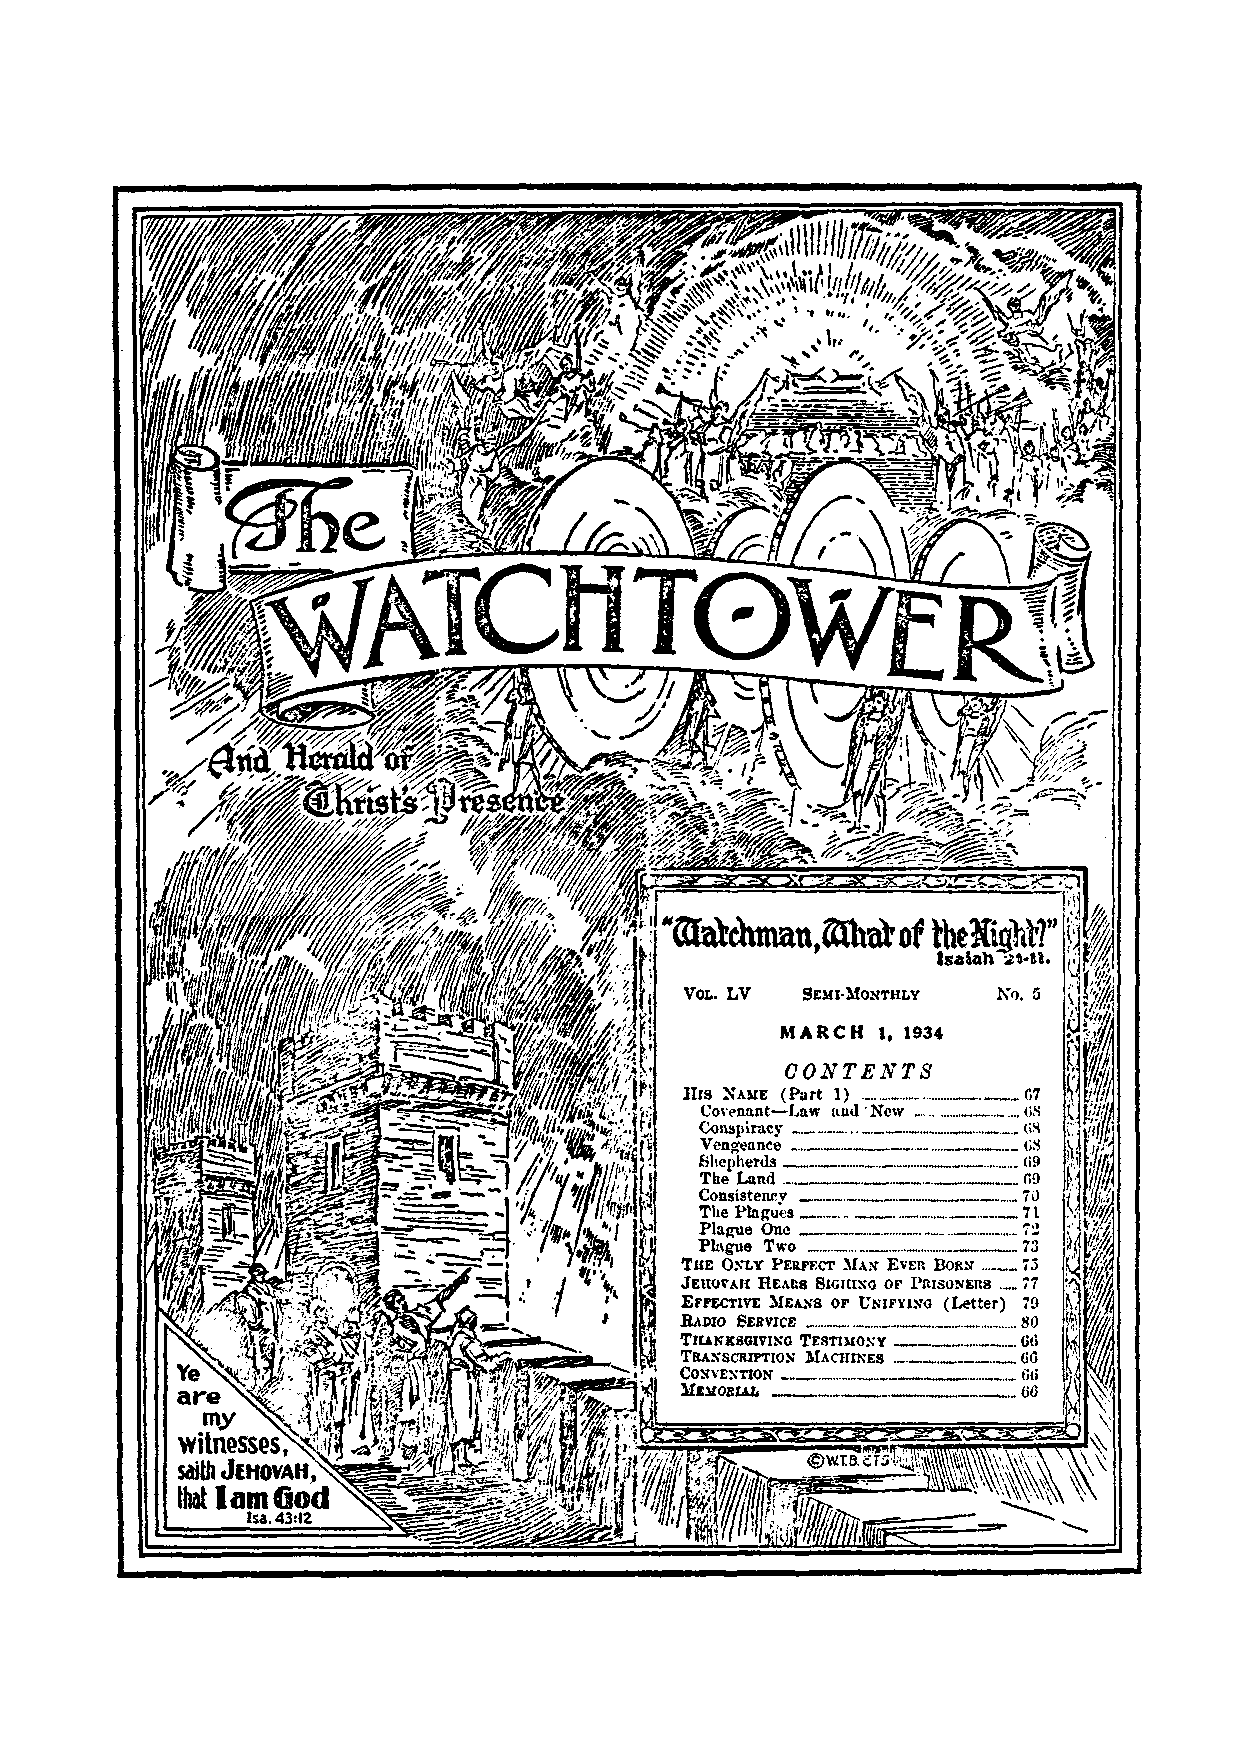 The
WATCHTOWER
And Herald of
Christ's Presence
"Watchman, What of the Night?"
Isaiah 21-11.
VOL. LV SEMI-MONTHLY No. 5
MARCH 1, 1934
CONTENTS
HIS NAME (Part 1) 67
Covenant—Law and New 68
Conspiracy 68
Vengeance 68
Shepherds 69
The Land 69
Consistency 70
The Plagues 71
Plague One 72
Plague Two 73
THE ONLY PERFECT MAN EVER BORN 75
JEHOVAH HEARS SIGHING OF PRISONERS 77
EFFECTIVE MEANS OF UNIFYING (Letter) 79
RADIO SERVICE 80
THANKSGIVING TESTIMONY 66
TRANSCRIPTION MACHINES 66
CONVENTION 66
MEMORIAL 66
©W.T.B. & T.S.
Ye
are
my
witnesses,
saith JEHOVAH,
that I am God
Isa. 43:12